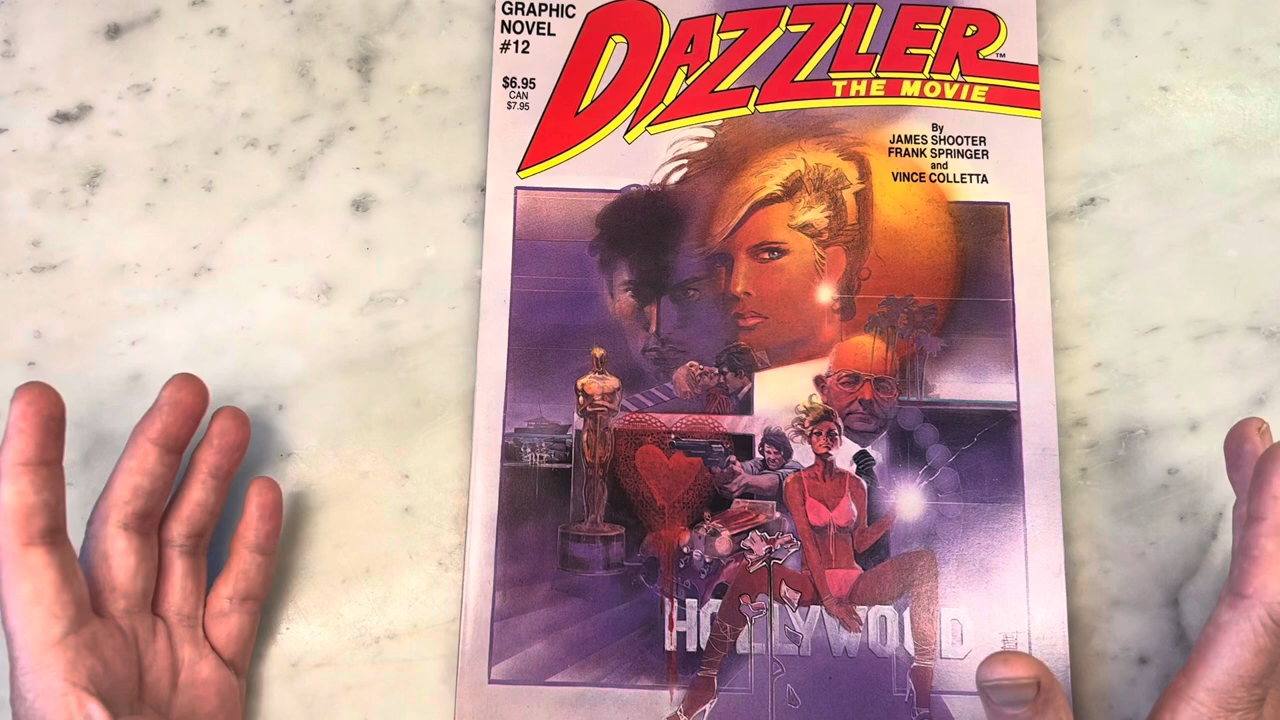 GRAPHIC
NOVEL
#12
$6.95
CAN
$7.95
DAZZLER™
THE MOVIE
By
JAMES SHOOTER
FRANK SPRINGER
and
VINCE COLLETTA
HOLLYWOOD